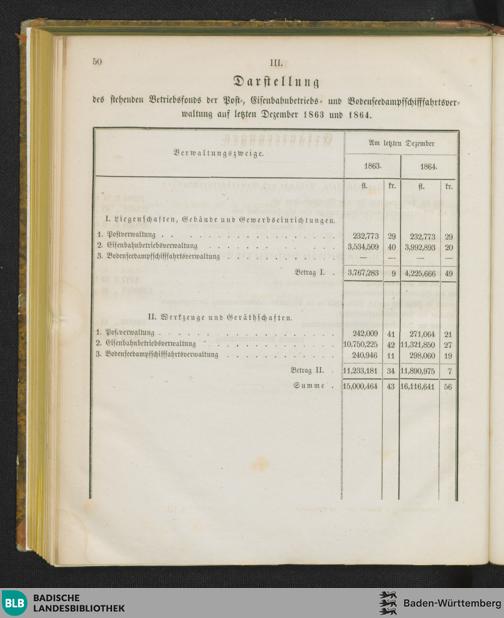 50
III.
Darstellung
des stehenden Betriebsfonds der Post-, Eisenbahnbetriebs- und Bodenseedampfschifffahrtsver-
waltung auf letzten Dezember 1863 und 1864.
Verwaltungszweige.
Am letzten Dezember
1863. 1864.
fl. kr. fl. kr.
I. Liegenschaften, Gebäude und Gewerbseinrichtungen.
1. Postverwaltung . . . 232,773 29 232,773 29
2. Eisenbahnbetriebsverwaltung . . . 3,534,509 40 3,992,893 20
3. Bodenseedampfschifffahrtsverwaltung . . . — — — —
Betrag I. . 3,767,283 9 4,225,666 49
II. Werkzeuge und Geräthschaften.
1. Postverwaltung . . . 242,009 41 271,064 21
2. Eisenbahnbetriebsverwaltung . . . 10,750,225 42 11,321,850 27
3. Bodenseedampfschifffahrtsverwaltung . . . 240,946 11 298,060 19
Betrag II. . 11,233,181 34 11,890,975 7
Summe . 15,000,464 43 16,116,641 56
BLB BADISCHE
LANDESBIBLIOTHEK
Baden-Württemberg